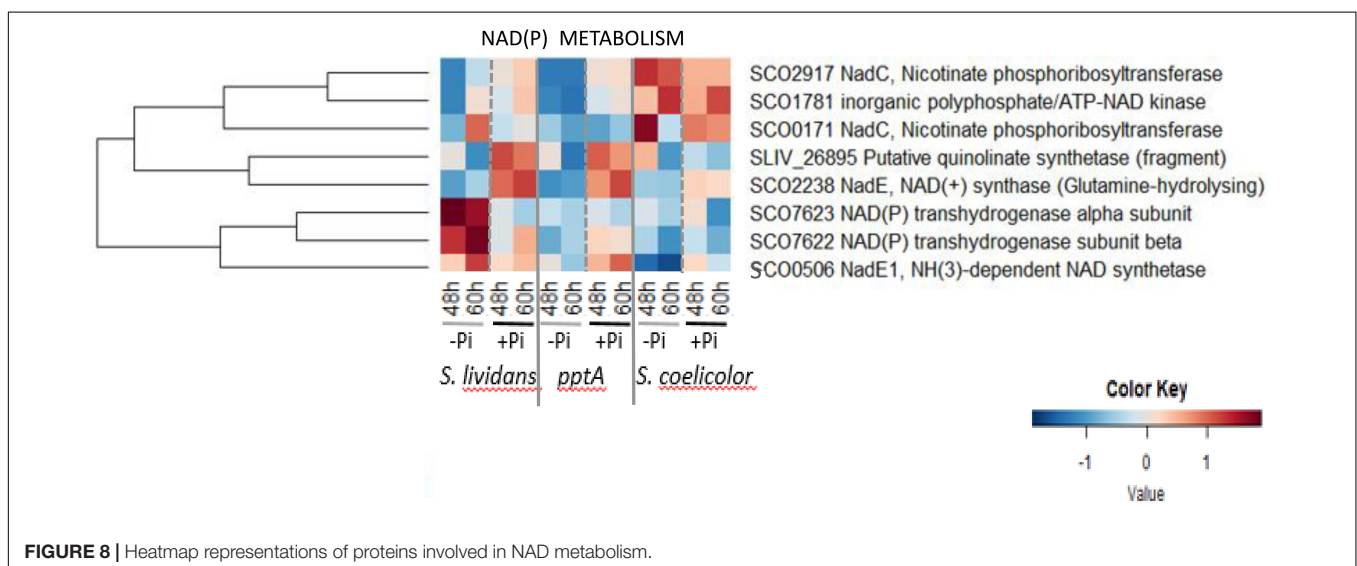 NAD(P) METABOLISM
SCO2917 NadC, Nicotinate phosphoribosyltransferase
SCO1781 inorganic polyphosphate/ATP-NAD kinase
SCO0171 NadC, Nicotinate phosphoribosyltransferase
SLIV_26895 Putative quinolinate synthetase (fragment)
SCO2238 NadE, NAD(+) synthase (Glutamine-hydrolysing)
SCO7623 NAD(P) transhydrogenase alpha subunit
SCO7622 NAD(P) transhydrogenase subunit beta
SCO0506 NadE1, NH(3)-dependent NAD synthetase
48h 60h 48h 60h 48h 60h 48h 60h 48h 60h 48h 60h
-Pi +Pi -Pi +Pi -Pi +Pi
S. lividans pptA S. coelicolor
Color Key
-1 0 1
Value
FIGURE 8 | Heatmap representations of proteins involved in NAD metabolism.